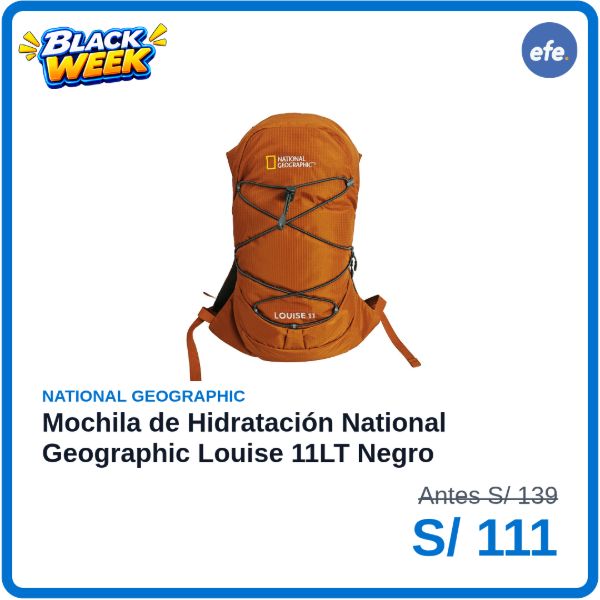 BLACK
WEEK
efe.
NATIONAL
GEOGRAPHIC™
LOUISE 11
NATIONAL GEOGRAPHIC
Mochila de Hidratación National
Geographic Louise 11LT Negro
Antes S/ 139
S/ 111